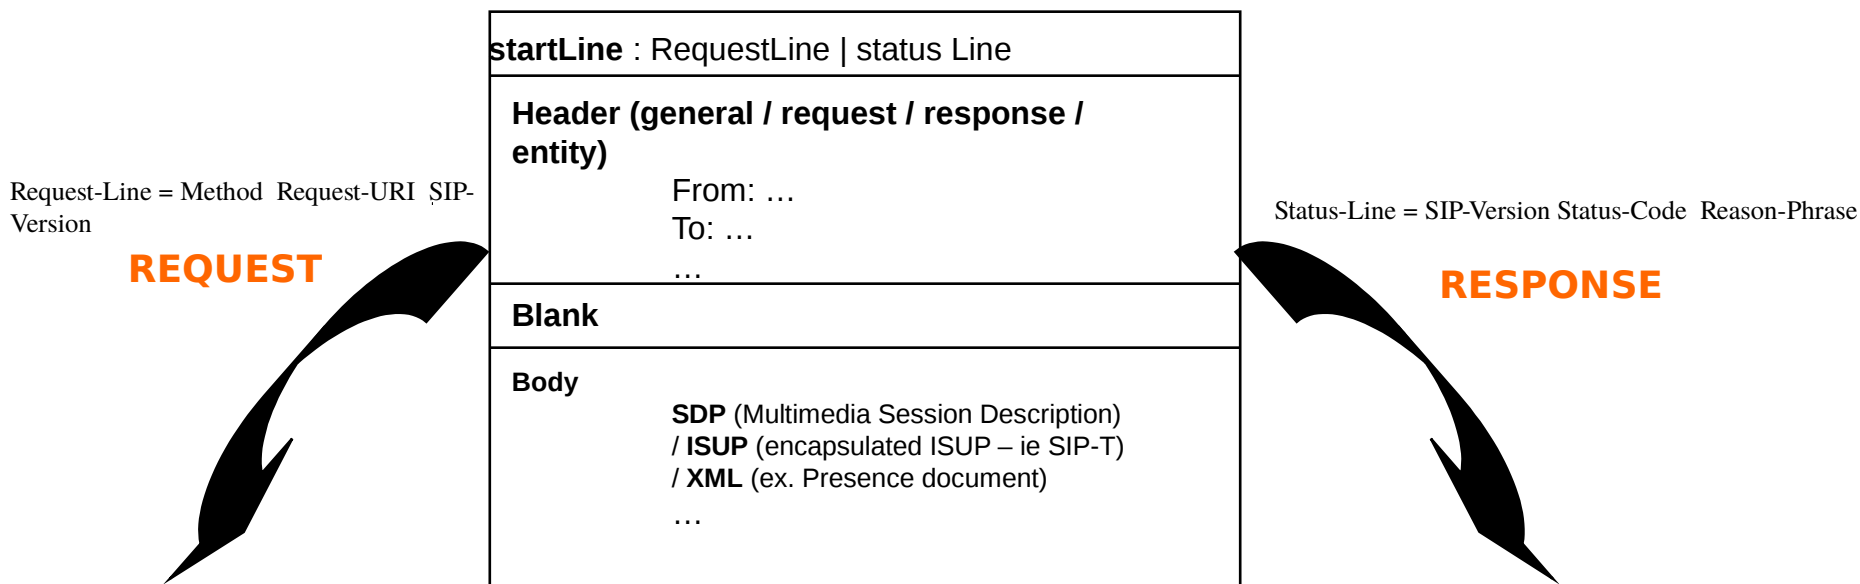 startLine : RequestLine | status Line
Header (general / request / response /
entity)
From: …
To: …
…
Blank
Body
SDP (Multimedia Session Description)
/ ISUP (encapsulated ISUP – ie SIP-T)
/ XML (ex. Presence document)
…
Request-Line = Method Request-URI SIP-
Version
REQUEST
Status-Line = SIP-Version Status-Code Reason-Phrase
RESPONSE